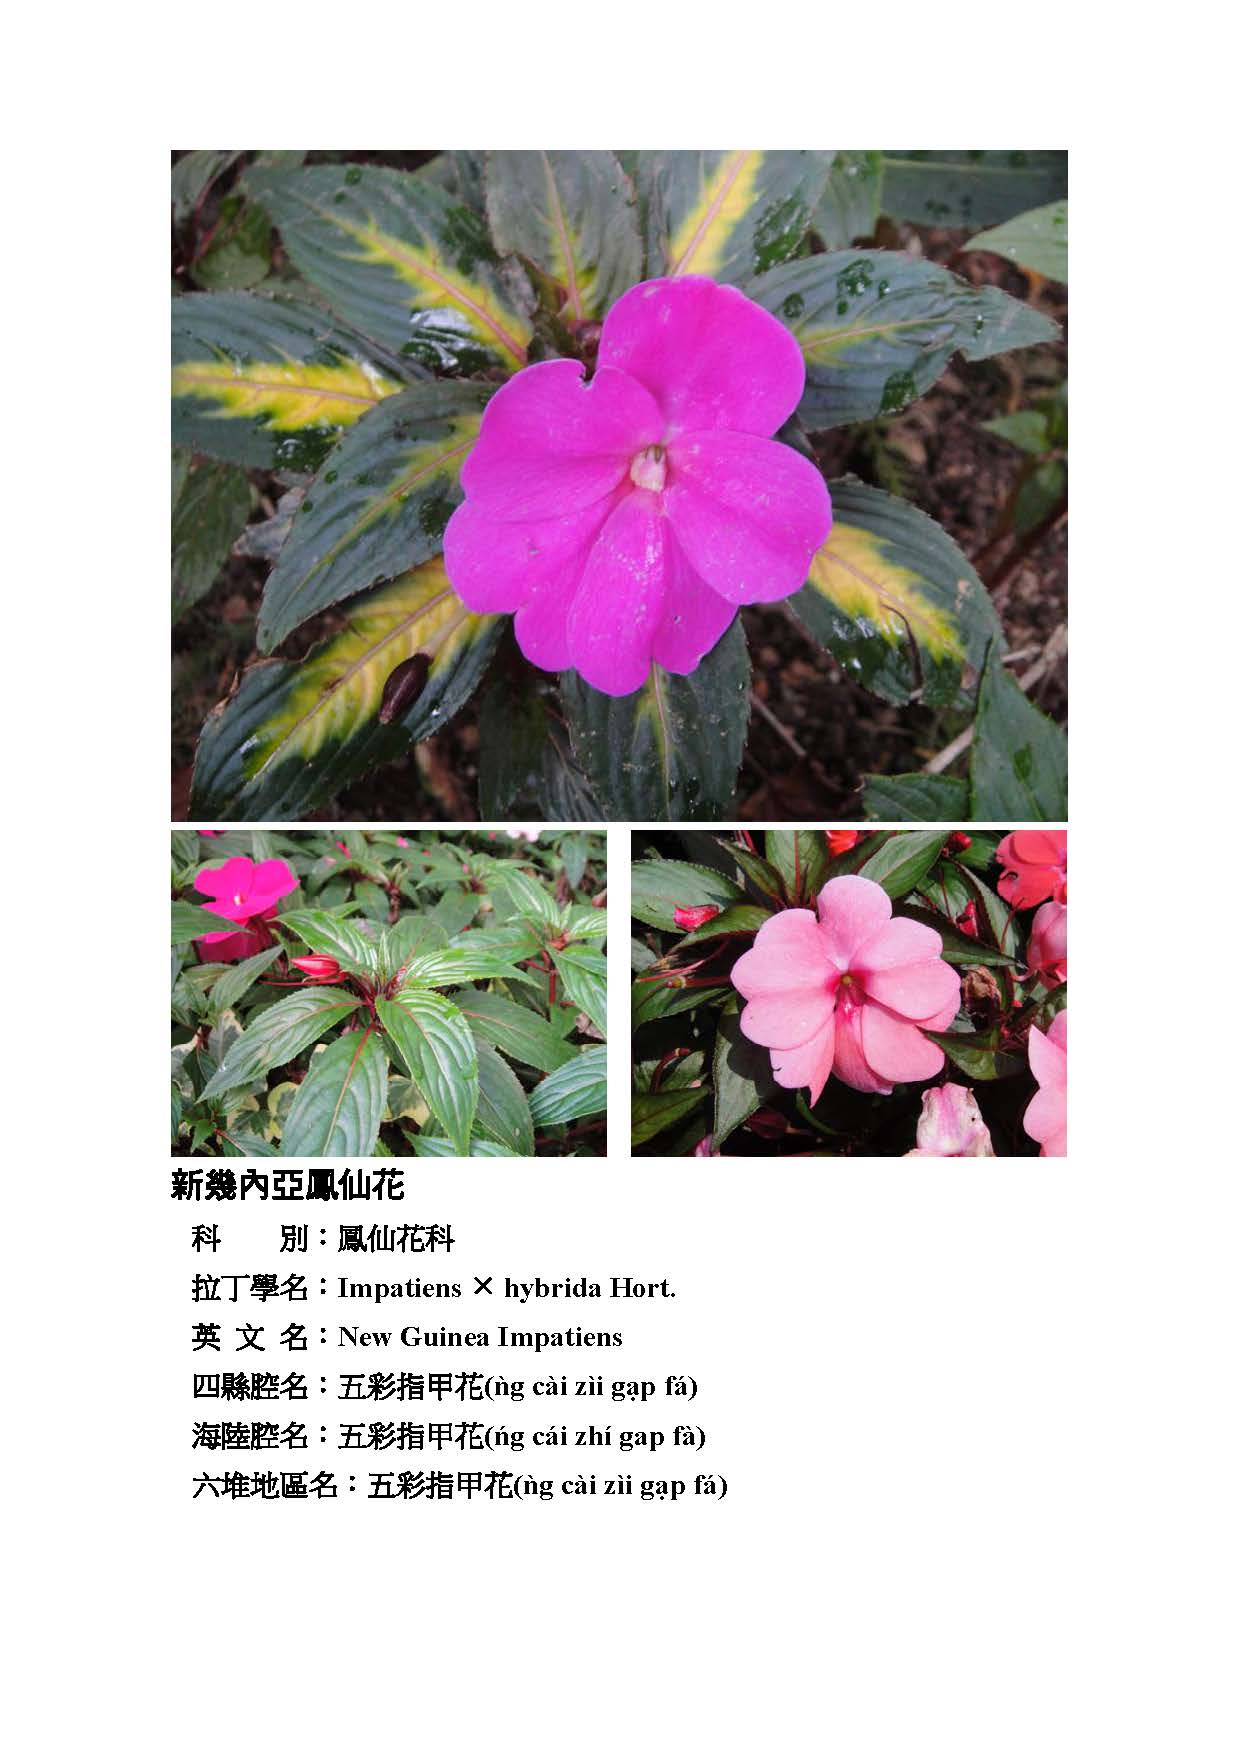 新幾內亞鳳仙花
科　　別：鳳仙花科
拉丁學名：Impatiens × hybrida Hort.
英 文 名：New Guinea Impatiens
四縣腔名：五彩指甲花(ǹg cài zìi gạp fá)
海陸腔名：五彩指甲花(ńg cái zhí gap fà)
六堆地區名：五彩指甲花(ǹg cài zìi gạp fá)